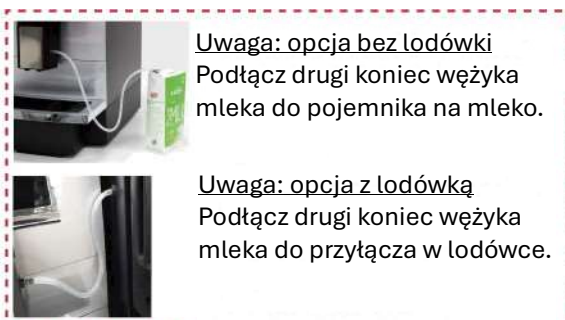 Uwaga: opcja bez lodówki
Podłącz drugi koniec wężyka
mleka do pojemnika na mleko.
Uwaga: opcja z lodówką
Podłącz drugi koniec wężyka
mleka do przyłącza w lodówce.